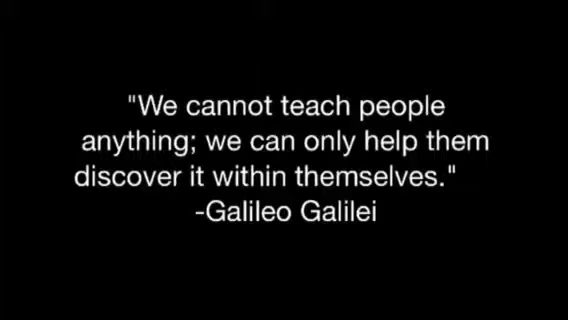 "We cannot teach people
anything; we can only help them
discover it within themselves."
-Galileo Galilei